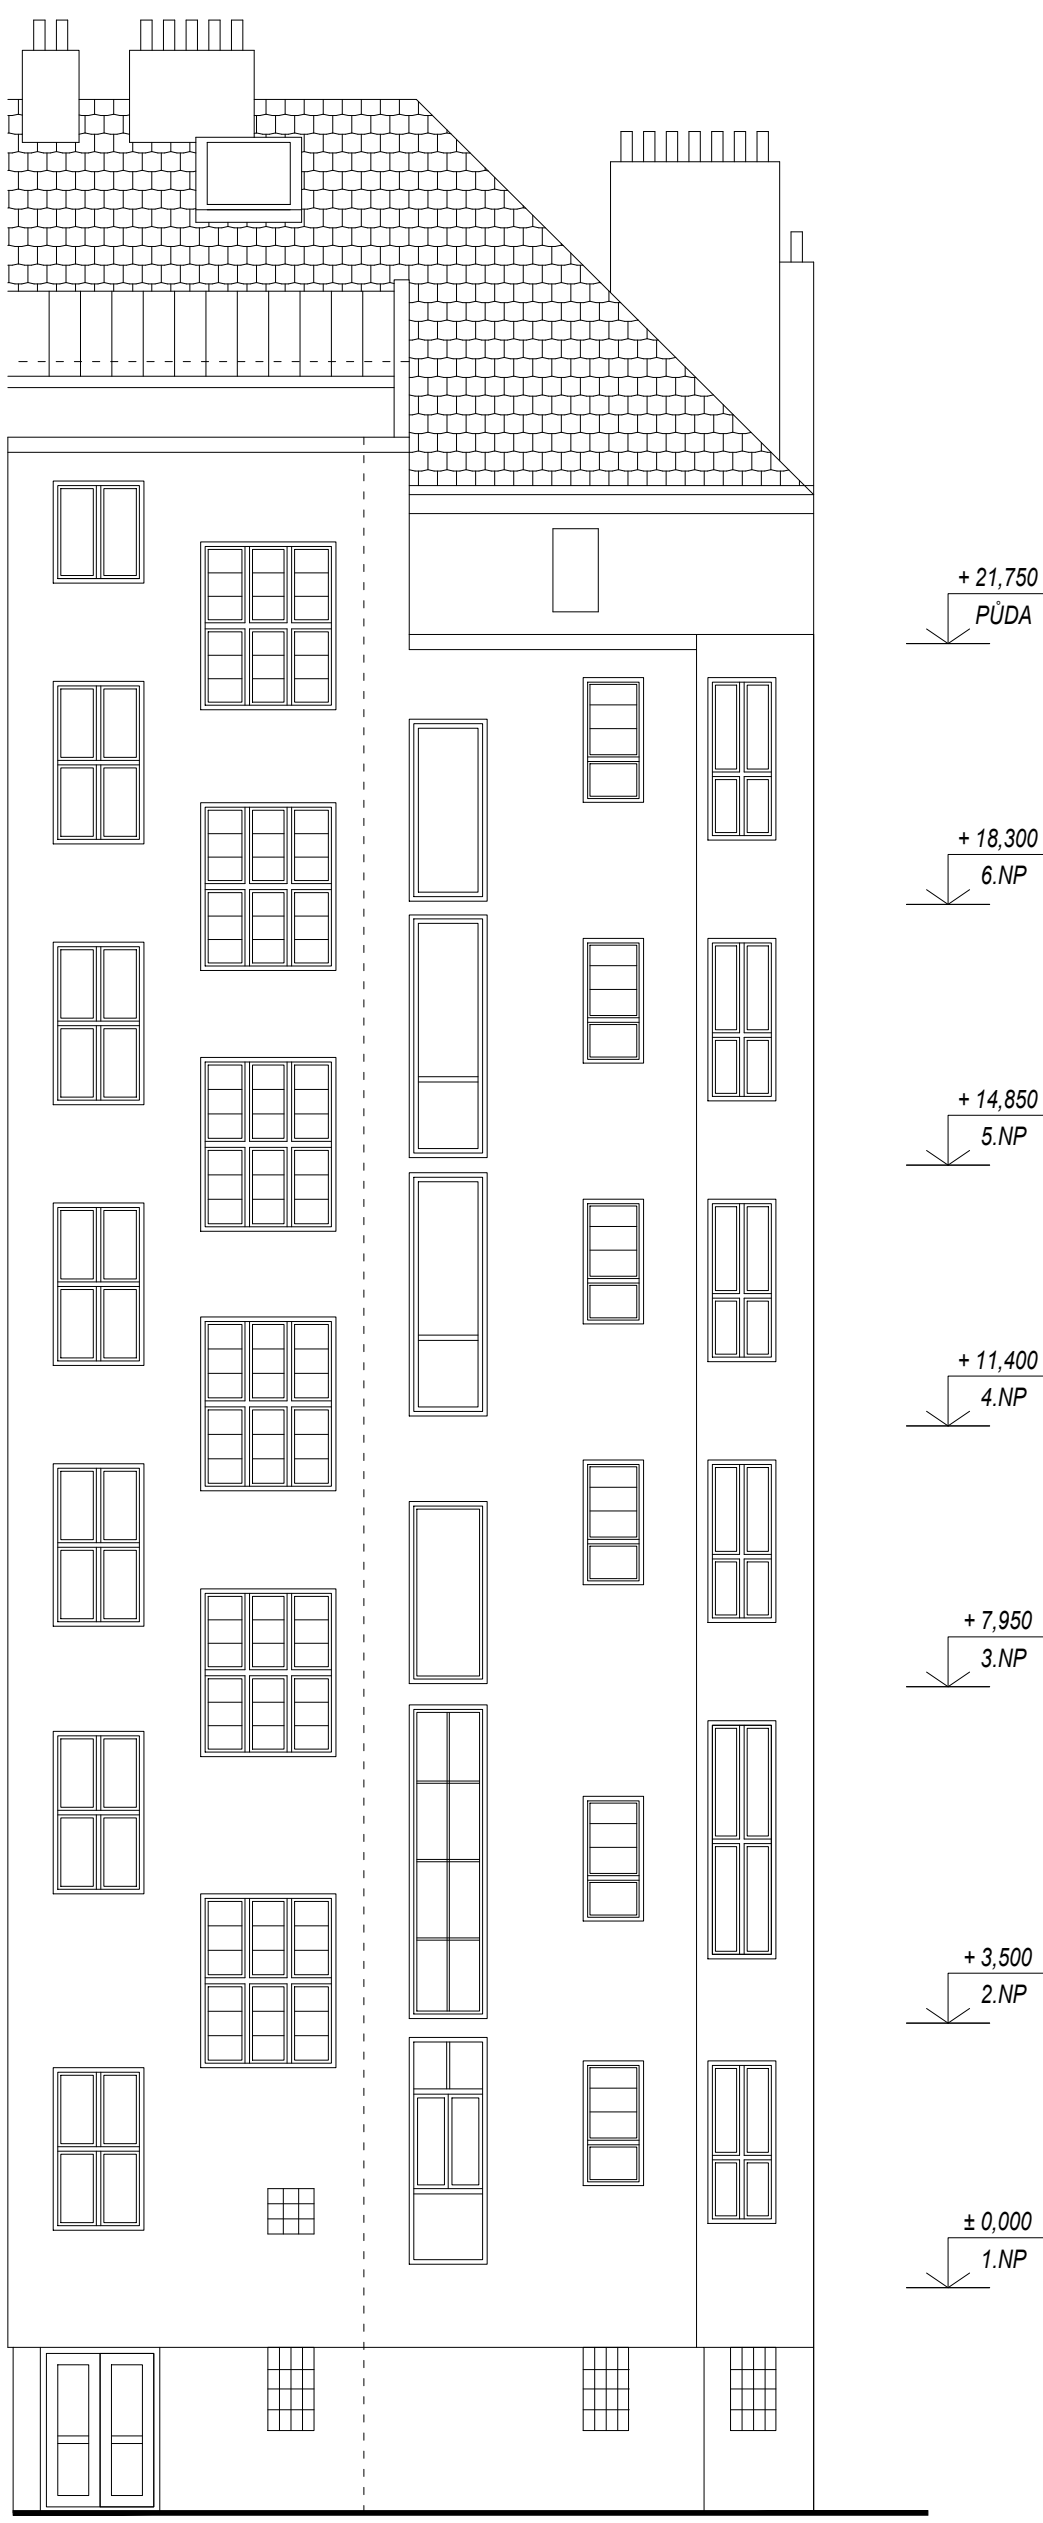 + 21,750
PŮDA
+ 18,300
6.NP
+ 14,850
5.NP
+ 11,400
4.NP
+ 7,950
3.NP
+ 3,500
2.NP
± 0,000
1.NP